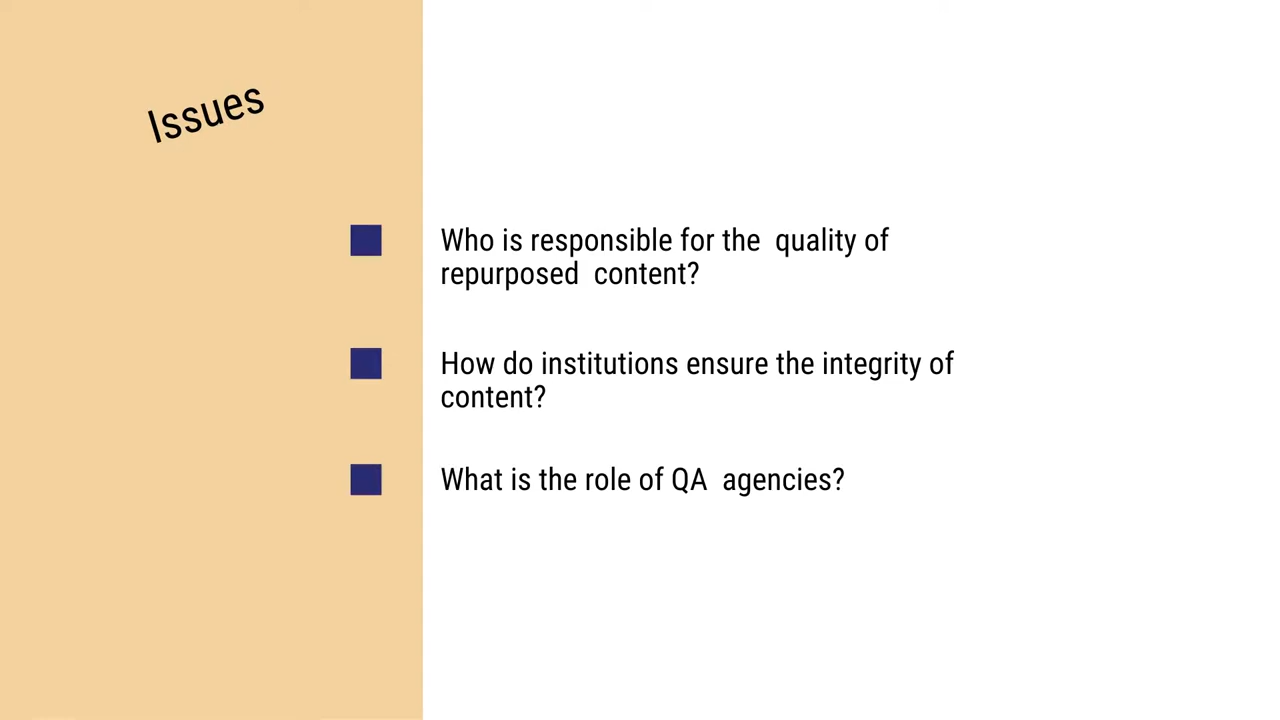 Issues
Who is responsible for the  quality of
repurposed  content?
How do institutions ensure the integrity of
content?
What is the role of QA  agencies?